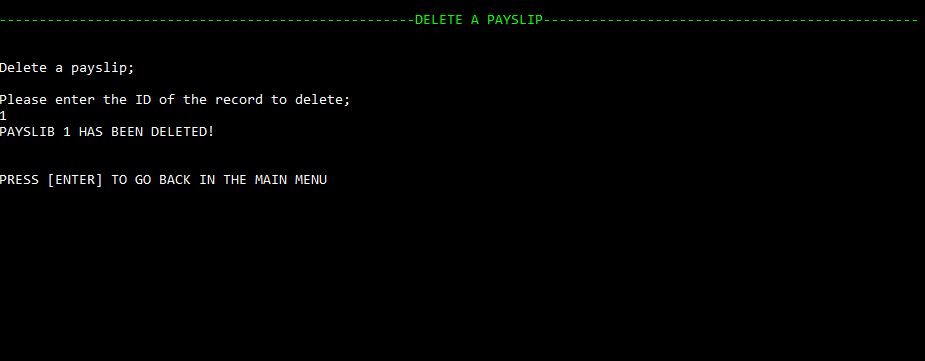 ----------------------------------------------------DELETE A PAYSLIP-----------------------------------------------
Delete a payslip;
Please enter the ID of the record to delete;
1
PAYSLIB 1 HAS BEEN DELETED!
PRESS [ENTER] TO GO BACK IN THE MAIN MENU